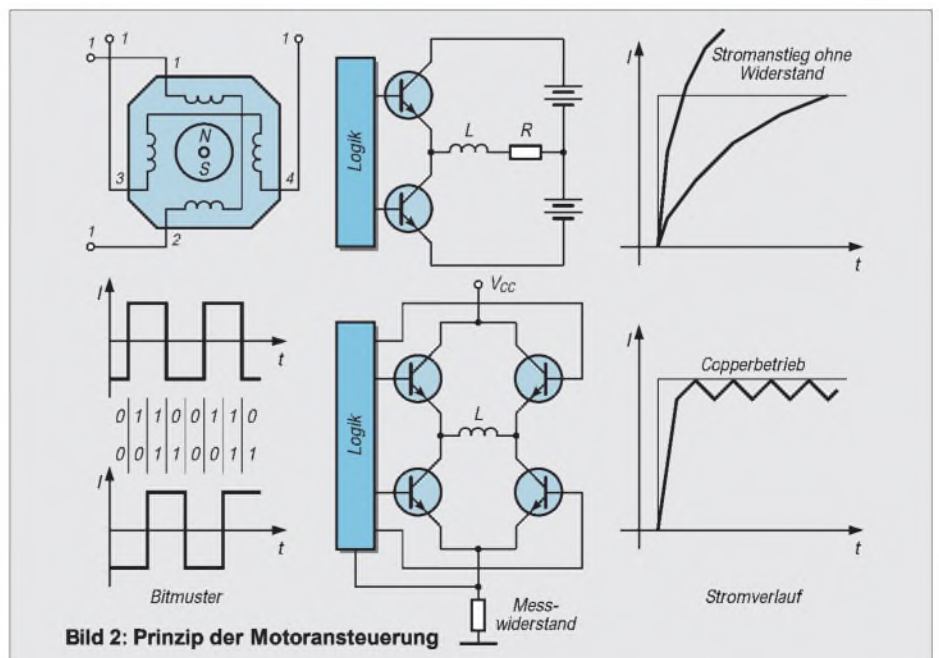 1
1
1
1
N
S
3
4
2
1
Logik
L
R
I
Stromanstieg ohne
Widerstand
t
I
t
0 1 1 0 0 1 1 0
0 0 1 1 0 0 1 1
I
t
Bitmuster
Logik
VCC
L
Mess-
widerstand
I
Copperbetrieb
t
Stromverlauf
Bild 2: Prinzip der Motoransteuerung